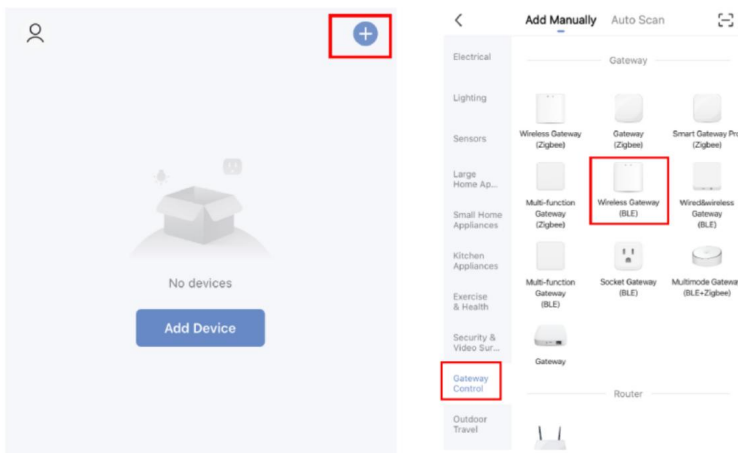 No devices
Add Device
Add Manually Auto Scan
Electrical
Lighting
Sensors
Large
Home Ap...
Small Home
Appliances
Kitchen
Appliances
Exercise
& Health
Security &
Video Sur...
Gateway
Control
Outdoor
Travel
Gateway
Wireless Gateway
(Zigbee)
Gateway
(Zigbee)
Smart Gateway Pro
(Zigbee)
Multi-function
Gateway
(Zigbee)
Wireless Gateway
(BLE)
Wired&wireless
Gateway
(BLE)
Multi-function
Gateway
(BLE)
Socket Gateway
(BLE)
Multimode Gateway
(BLE+Zigbee)
Gateway
Router